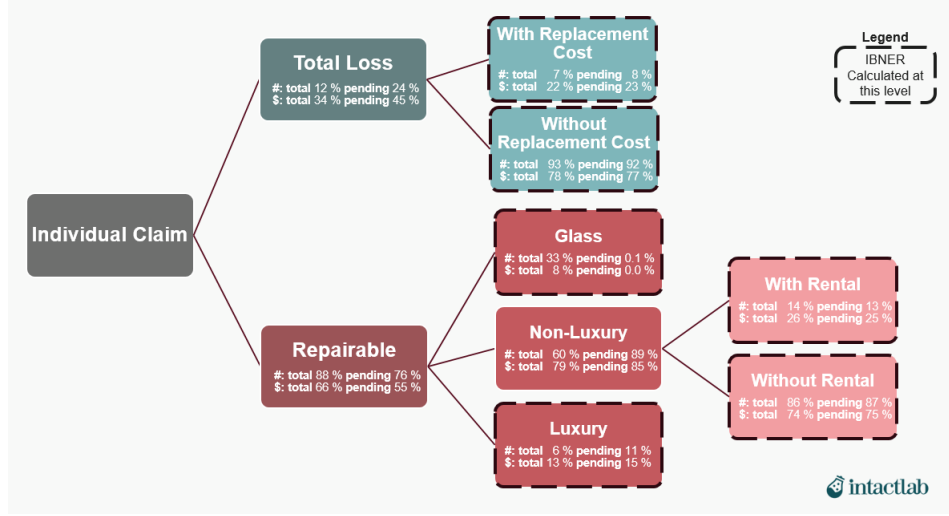 Legend
IBNER
Calculated at
this level
Individual Claim
Total Loss
#: total 12 % pending 24 %
$: total 34 % pending 45 %
With Replacement
Cost
#: total 7 % pending 8 %
$: total 22 % pending 23 %
Without
Replacement Cost
#: total 93 % pending 92 %
$: total 78 % pending 77 %
Repairable
#: total 88 % pending 76 %
$: total 66 % pending 55 %
Glass
#: total 33 % pending 0.1 %
$: total 8 % pending 0.0 %
Non-Luxury
#: total 60 % pending 89 %
$: total 79 % pending 85 %
Luxury
#: total 6 % pending 11 %
$: total 13 % pending 15 %
With Rental
#: total 14 % pending 13 %
$: total 26 % pending 25 %
Without Rental
#: total 86 % pending 87 %
$: total 74 % pending 75 %
intactlab